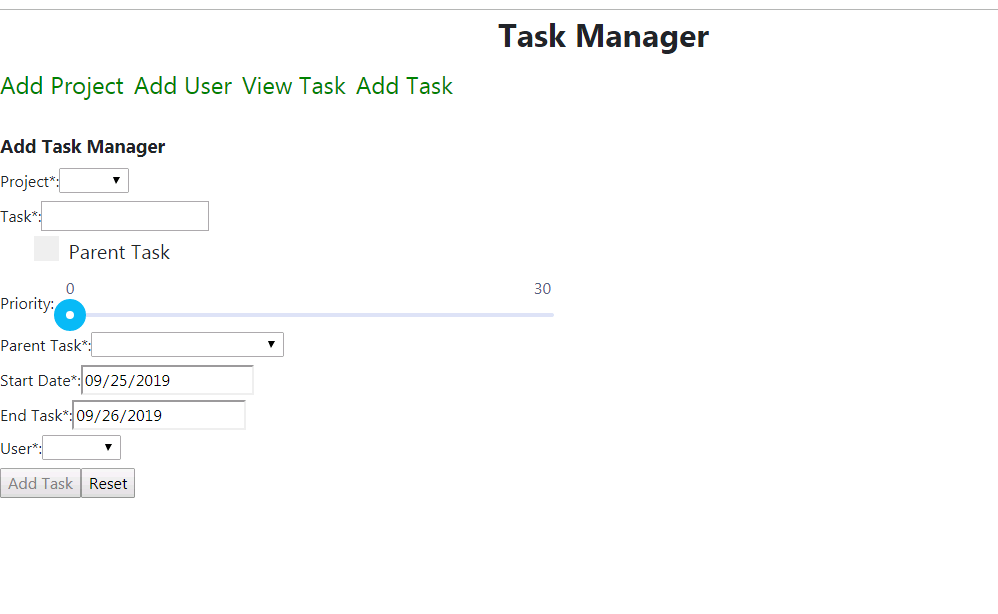 Task Manager
Add Project Add User View Task Add Task
Add Task Manager
Project*:
Task*:
Parent Task
0 30
Priority:
Parent Task*:
Start Date*: 09/25/2019
End Task*: 09/26/2019
User*:
Add Task Reset